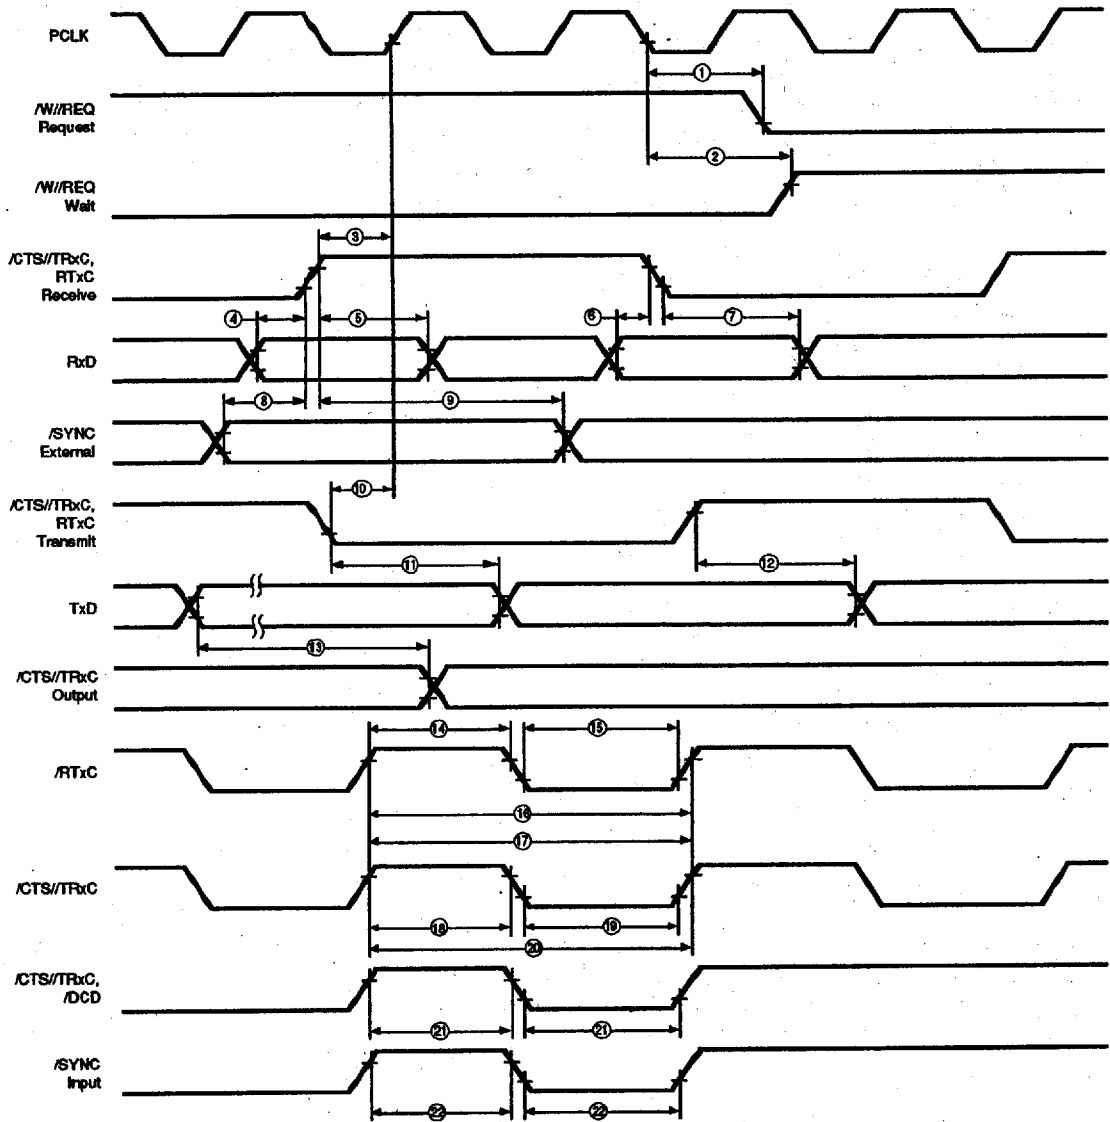 PCLK
①
/W//REQ
Request
②
/W//REQ
Wait
③
/CTS//TRxC,
RTxC
Receive
④
⑤
⑥
⑦
RxD
⑧
⑨
/SYNC
External
⑩
/CTS//TRxC,
RTxC
Transmit
⑪
⑫
TxD
⑬
/CTS//TRxC
Output
⑭
⑮
/RTxC
⑯
⑰
/CTS//TRxC
⑱
⑲
⑳
/CTS//TRxC,
/DCD
㉑
㉑
/SYNC
Input
㉒
㉒